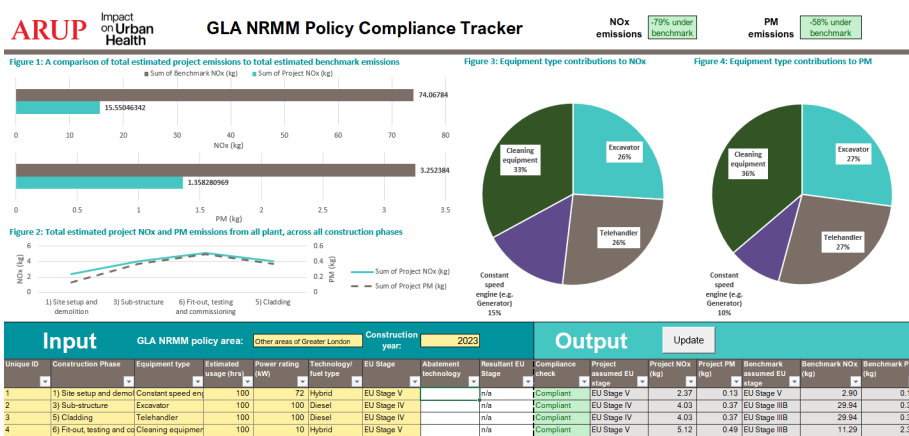 ARUP
Impact
on Urban
Health
GLA NRMM Policy Compliance Tracker
NOx
emissions
-79% under
benchmark
PM
emissions
-58% under
benchmark
Figure 1: A comparison of total estimated project emissions to total estimated benchmark emissions
Sum of Benchmark NOx (kg) Sum of Project NOx (kg)
74.06784
15.55046342
0 10 20 30 40 50 60 70 80
NOx (kg)
3.252384
1.358280969
0 0.5 1 1.5 2 2.5 3 3.5
PM (kg)
Figure 2: Total estimated project NOx and PM emissions from all plant, across all construction phases
NOx (kg)
6
4
2
0
0.6
0.4
0.2
0
PM (kg)
1) Site setup and
demolition
3) Sub-structure
6) Fit-out, testing
and commissioning
5) Cladding
Sum of Project NOx (kg)
Sum of Project PM (kg)
Figure 3: Equipment type contributions to NOx
Cleaning
equipment
33%
Excavator
26%
Telehandler
26%
Constant
speed
engine (e.g.
Generator)
15%
Figure 4: Equipment type contributions to PM
Cleaning
equipment
36%
Excavator
27%
Telehandler
27%
Constant
speed
engine (e.g.
Generator)
10%
Input
GLA NRMM policy area:
Other areas of Greater London
Construction
year:
2023
Output
Update
Unique ID Construction Phase Equipment type Estimated usage (hrs) Power rating (kW) Technology/ fuel type EU Stage Abatement technology Resultant EU Stage Compliance check Project assumed EU stage Project NOx (kg) Project PM (kg) Benchmark assumed EU stage Benchmark NOx (kg) Benchmark P
1 1) Site setup and demol Constant speed en 100 72 Hybrid EU Stage V n/a Compliant EU Stage V 2.37 0.13 EU Stage V 2.90
2 3) Sub-structure Excavator 100 100 Diesel EU Stage IV n/a Compliant EU Stage IV 4.03 0.37 EU Stage IIIB 29.94
3 5) Cladding Telehandler 100 100 Diesel EU Stage IV n/a Compliant EU Stage IV 4.03 0.37 EU Stage IIIB 29.94
4 6) Fit-out, testing and co Cleaning equipmer 100 10 Hybrid EU Stage V n/a Compliant EU Stage V 5.12 0.49 EU Stage IIIB 11.29